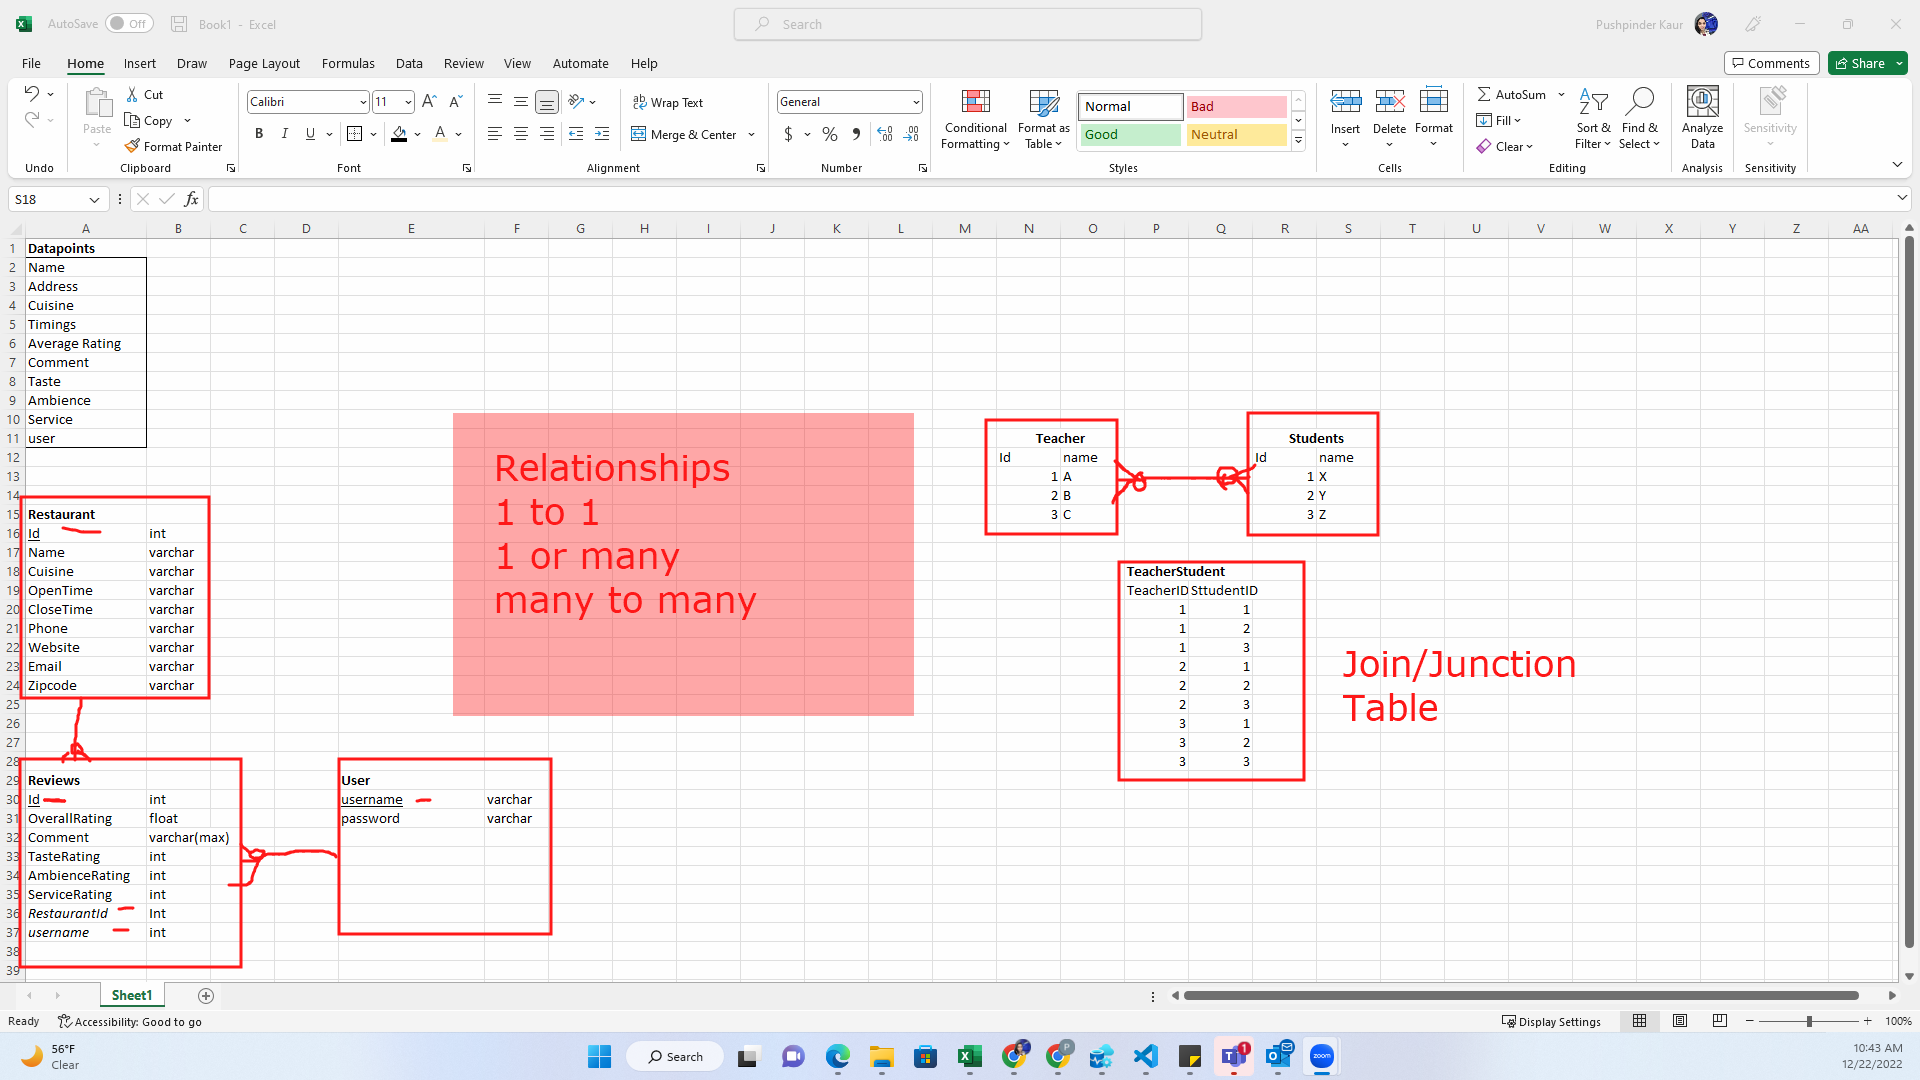 AutoSave Off Book1 - Excel Search Pushpinder Kaur
File Home Insert Draw Page Layout Formulas Data Review View Automate Help Comments Share
Paste Cut Copy Format Painter
Calibri 11 B I U A
Wrap Text Merge & Center
General $ %
Conditional Formatting Format as Table Normal Bad Good Neutral
Insert Delete Format
AutoSum Fill Clear Sort & Filter Find & Select
Analyze Data Sensitivity
Undo Clipboard Font Alignment Number Styles Cells Editing Analysis Sensitivity
S18 fx
A B C D E F G H I J K L M N O P Q R S T U V W X Y Z AA
1 Datapoints
2 Name
3 Address
4 Cuisine
5 Timings
6 Average Rating
7 Comment
8 Taste
9 Ambience
10 Service
11 user
12
13
14
15 Restaurant
16 Id int
17 Name varchar
18 Cuisine varchar
19 OpenTime varchar
20 CloseTime varchar
21 Phone varchar
22 Website varchar
23 Email varchar
24 Zipcode varchar
25
26
27
28
29 Reviews
30 Id int
31 OverallRating float
32 Comment varchar(max)
33 TasteRating int
34 AmbienceRating int
35 ServiceRating int
36 RestaurantId Int
37 username int
38
39
User
username varchar
password varchar
Relationships
1 to 1
1 or many
many to many
Teacher
Id name
1 A
2 B
3 C
Students
Id name
1 X
2 Y
3 Z
TeacherStudent
TeacherID SttudentID
1 1
1 2
1 3
2 1
2 2
2 3
3 1
3 2
3 3
Join/Junction
Table
Sheet1
Ready Accessibility: Good to go Display Settings 100%
56°F
Clear
Search
P
1
zoom
10:43 AM
12/22/2022